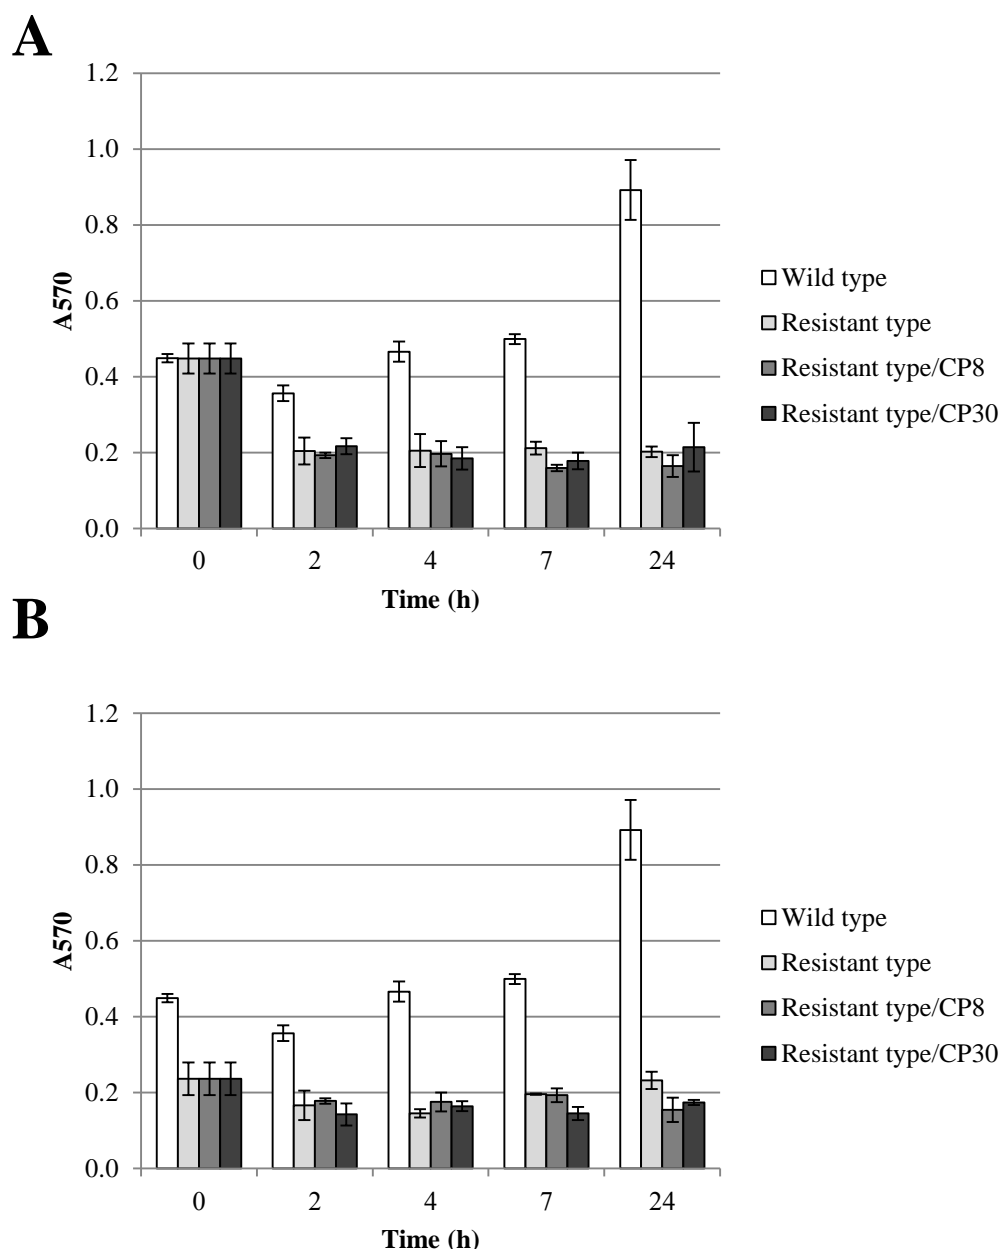 A
1.2
1.0
0.8
0.6
0.4
0.2
0.0
A570
0
2
4
7
24
Time (h)
Wild type
Resistant type
Resistant type/CP8
Resistant type/CP30
B
1.2
1.0
0.8
0.6
0.4
0.2
0.0
A570
0
2
4
7
24
Time (h)
Wild type
Resistant type
Resistant type/CP8
Resistant type/CP30